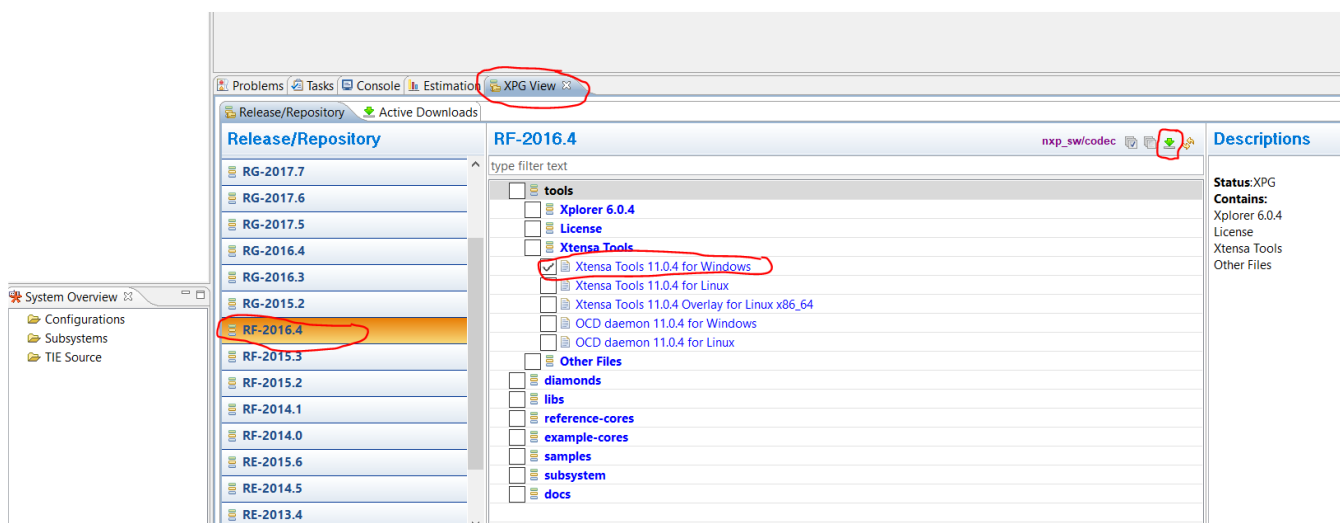 Problems Tasks Console Estimation XPG View
Release/Repository Active Downloads
Release/Repository
RG-2017.7
RG-2017.6
RG-2017.5
RG-2016.4
RG-2016.3
RG-2015.2
RF-2016.4
RF-2015.3
RF-2015.2
RF-2014.1
RF-2014.0
RE-2015.6
RE-2014.5
RE-2013.4
RF-2016.4 nxp_sw/codec
type filter text
tools
Xplorer 6.0.4
License
Xtensa Tools
Xtensa Tools 11.0.4 for Windows
Xtensa Tools 11.0.4 for Linux
Xtensa Tools 11.0.4 Overlay for Linux x86_64
OCD daemon 11.0.4 for Windows
OCD daemon 11.0.4 for Linux
Other Files
diamonds
libs
reference-cores
example-cores
samples
subsystem
docs
Descriptions
Status:XPG
Contains:
Xplorer 6.0.4
License
Xtensa Tools
Other Files
System Overview
Configurations
Subsystems
TIE Source